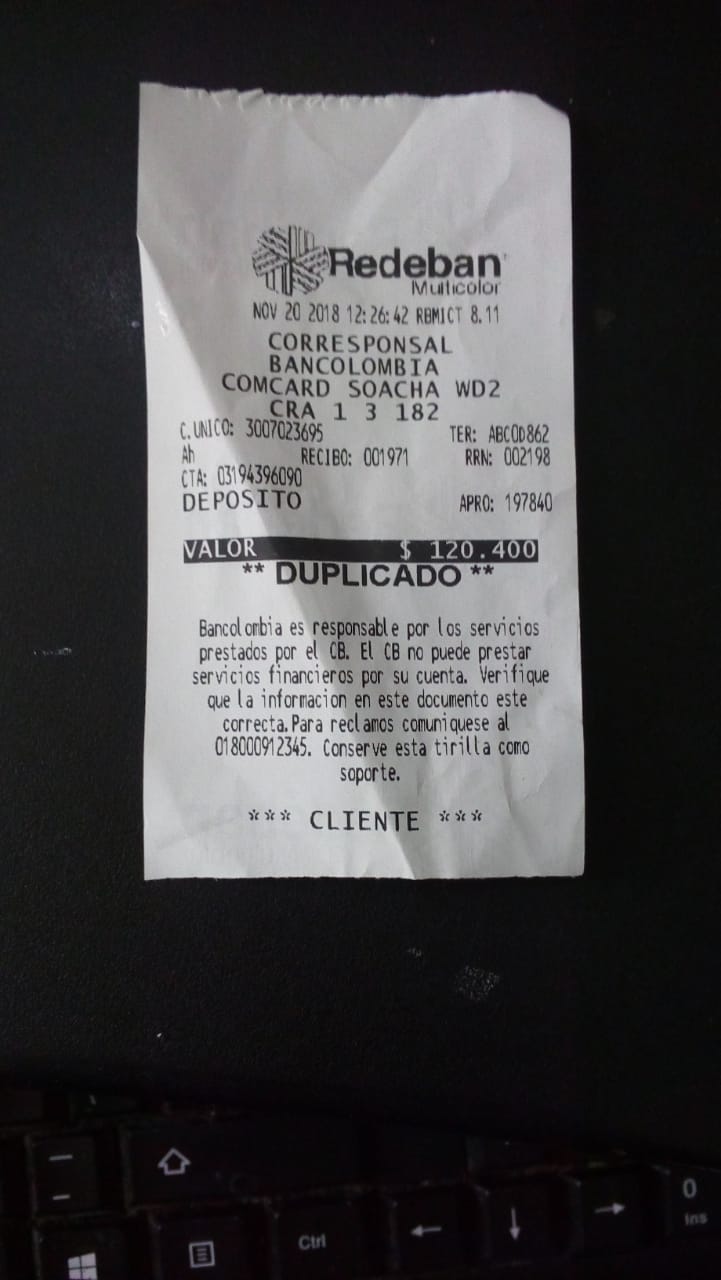 Redeban
Multicolor
NOV 20 2018 12:26:42 RBMICT 8.11
CORRESPONSAL
BANCOLOMBIA
COMCARD SOACHA WD2
CRA 1 3 182
C. UNICO: 3007023695 TER: ABCOD862
Ah RECIBO: 001971 RRN: 002198
CTA: 03194396090
DEPOSITO APRO: 197840
VALOR $ 120.400
** DUPLICADO **
Bancolombia es responsable por los servicios
prestados por el CB. El CB no puede prestar
servicios financieros por su cuenta. Verifique
que la informacion en este documento este
correcta.Para reclamos comuniquese al
018000912345. Conserve esta tirilla como
soporte.
*** CLIENTE ***
Ctrl
0
Ins